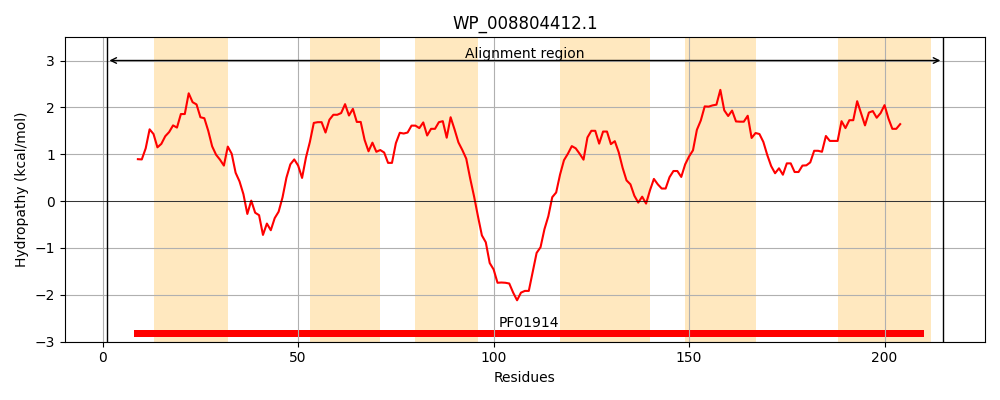 WP_008804412.1
Alignment region
3
2
1
0
−1
−2
−3
Hydropathy (kcal/mol)
PF01914
0
50
100
150
200
Residues